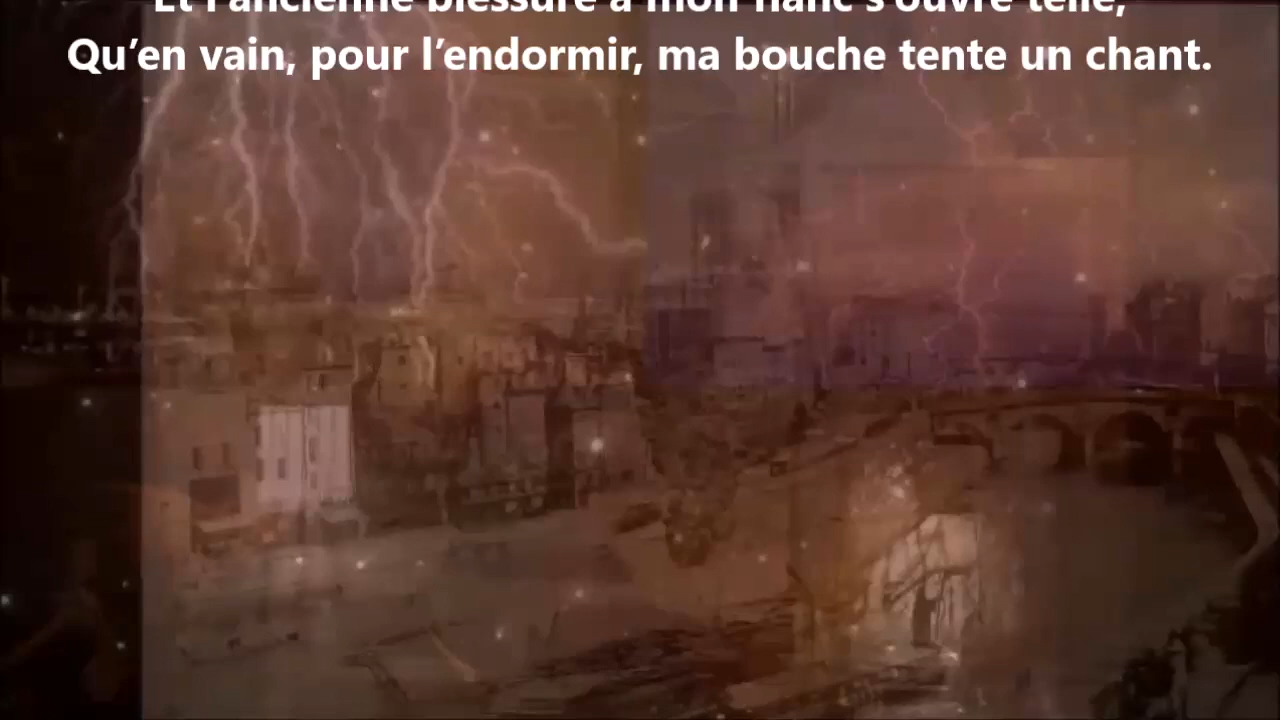 Et l'ancienne blessure à mon flanc s'ouvre telle,
Qu’en vain, pour l’endormir, ma bouche tente un chant.